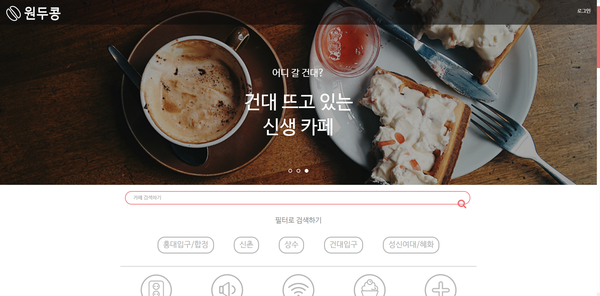 원두콩
로그인
어디 갈 건대?
건대 뜨고 있는
신생 카페
카페 검색하기
필터로 검색하기
홍대입구/합정 신촌 상수 건대입구 성신여대/혜화